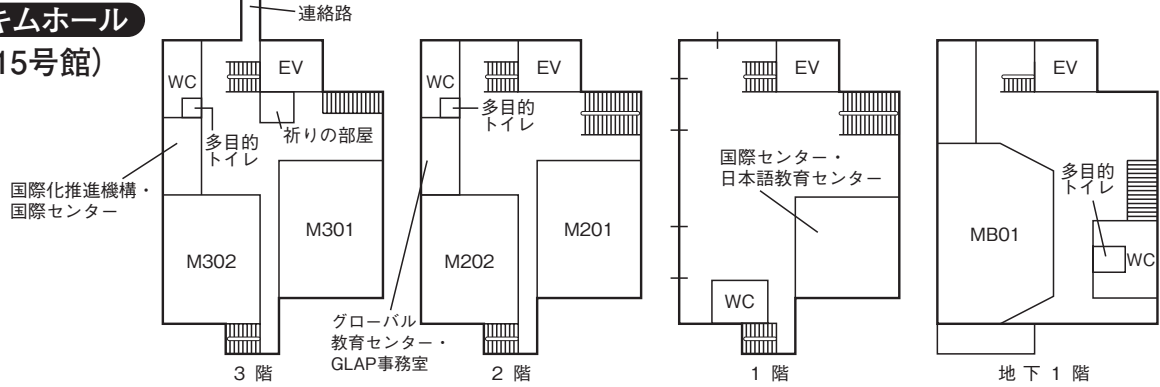 キムホール
15号館）
連絡路
WC
EV
多目的
トイレ
祈りの部屋
国際化推進機構・
国際センター
M301
M302
3 階
WC
EV
多目的
トイレ
M201
M202
グローバル
教育センター・
GLAP事務室
2 階
EV
国際センター・
日本語教育センター
WC
1 階
EV
多目的
トイレ
MB01
WC
地 下 1 階